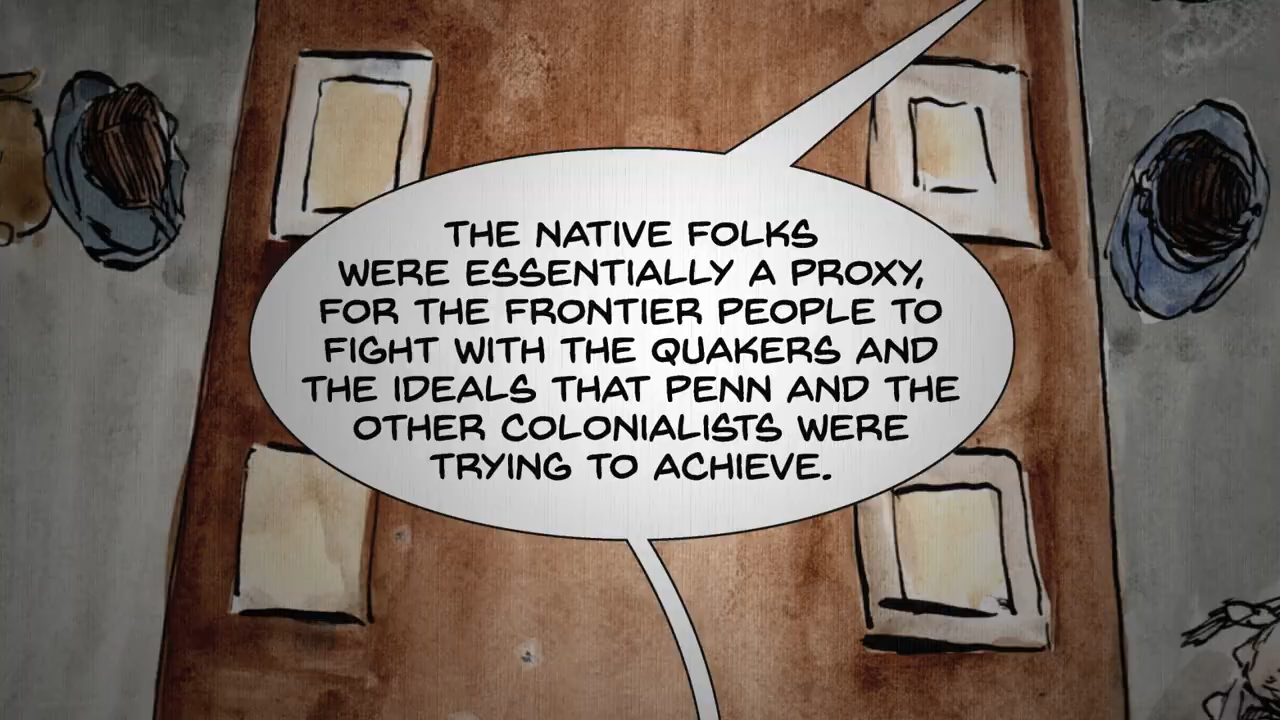 THE NATIVE FOLKS
WERE ESSENTIALLY A PROXY,
FOR THE FRONTIER PEOPLE TO
FIGHT WITH THE QUAKERS AND
THE IDEALS THAT PENN AND THE
OTHER COLONIALISTS WERE
TRYING TO ACHIEVE.